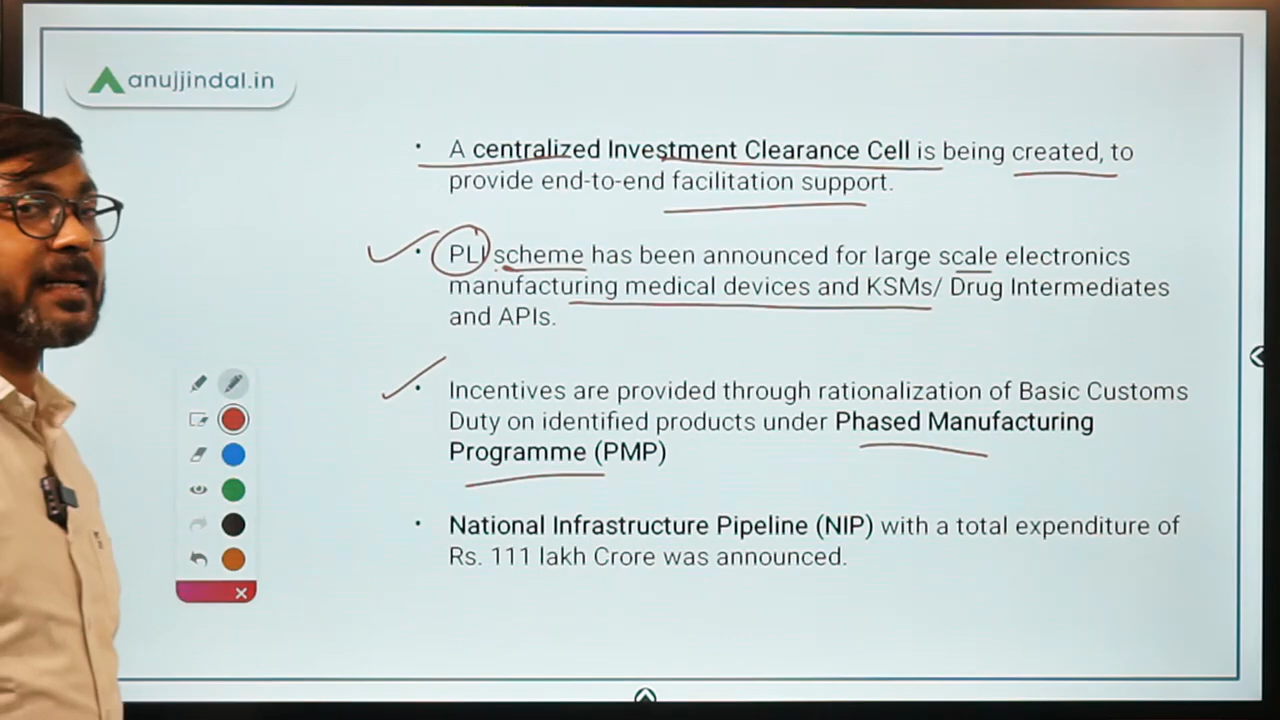 anujjindal.in
• A centralized Investment Clearance Cell is being created, to
provide end-to-end facilitation support.
• PLI scheme has been announced for large scale electronics
manufacturing medical devices and KSMs/ Drug Intermediates
and APIs.
• Incentives are provided through rationalization of Basic Customs
Duty on identified products under Phased Manufacturing
Programme (PMP)
• National Infrastructure Pipeline (NIP) with a total expenditure of
Rs. 111 lakh Crore was announced.